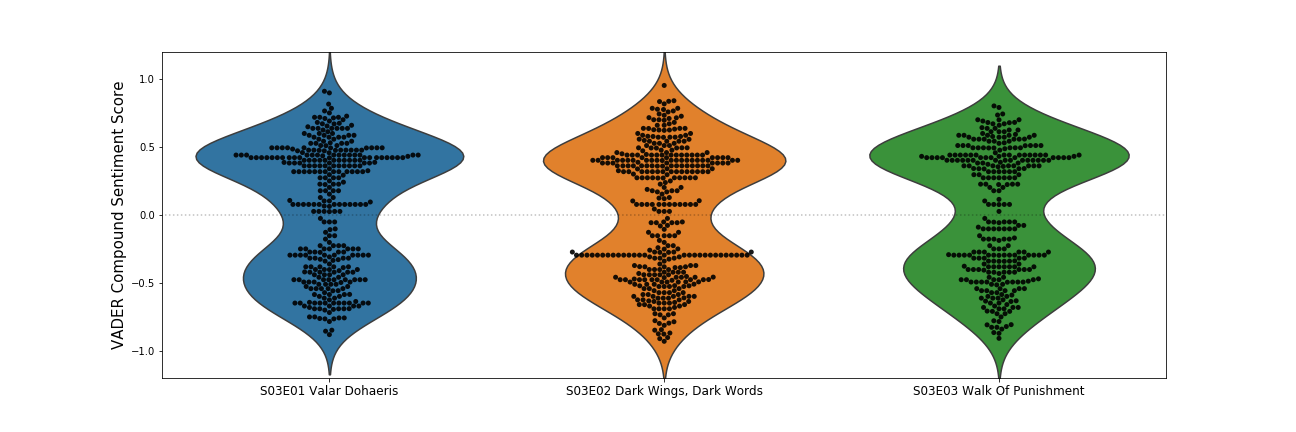 VADER Compound Sentiment Score
1.0
0.5
0.0
−0.5
−1.0
S03E01 Valar Dohaeris
S03E02 Dark Wings, Dark Words
S03E03 Walk Of Punishment